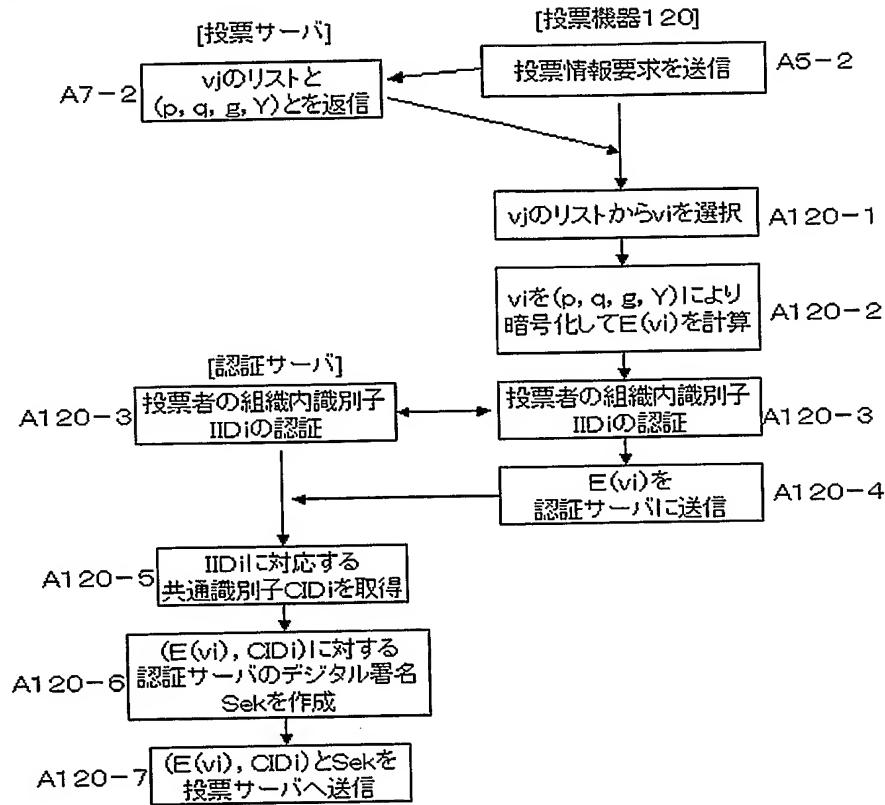 [投票サーバ]
[投票機器120]
A7-2
vjのリストと
(p, q, g, Y)とを返信
投票情報要求を送信
A5-2
vjのリストからviを選択
A120-1
viを(p, q, g, Y)により
暗号化してE(vi)を計算
A120-2
[認証サーバ]
A120-3
投票者の組織内識別子
IIDiの認証
投票者の組織内識別子
IIDiの認証
A120-3
E(vi)を
認証サーバに送信
A120-4
A120-5
IIDiに対応する
共通識別子CIDiを取得
A120-6
(E(vi), CIDi)に対する
認証サーバのデジタル署名
Sekを作成
A120-7
(E(vi), CIDi)とSekを
投票サーバへ送信